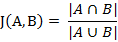 J(A,B) = |A ∩ B| / |A ∪ B|